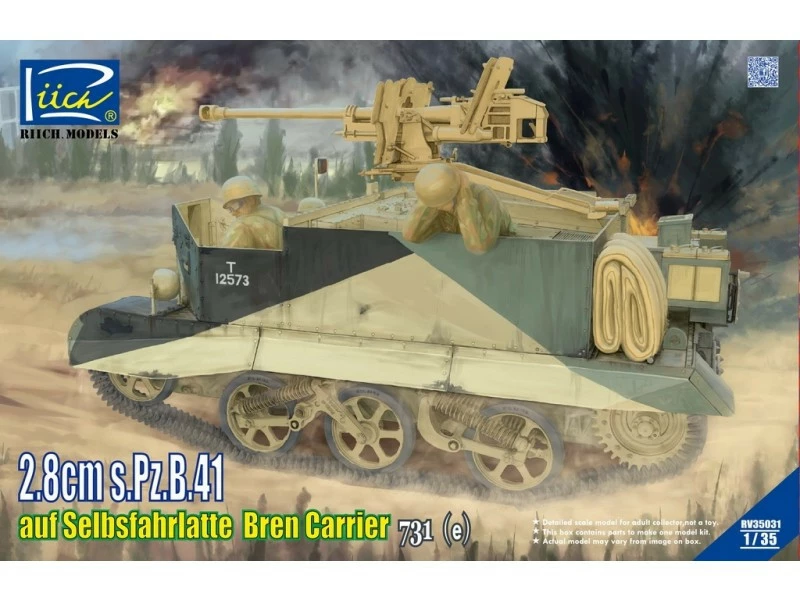 Riich®
RIICH.MODELS
T
12573
2.8cm s.Pz.B.41
auf Selbsfahrlatte Bren Carrier 731 (e)
★ Detailed scale model for adult collector,not a toy.
★ This box contains parts to make one model kit.
★ Actual model may vary from image on box.
RV35031
1/35